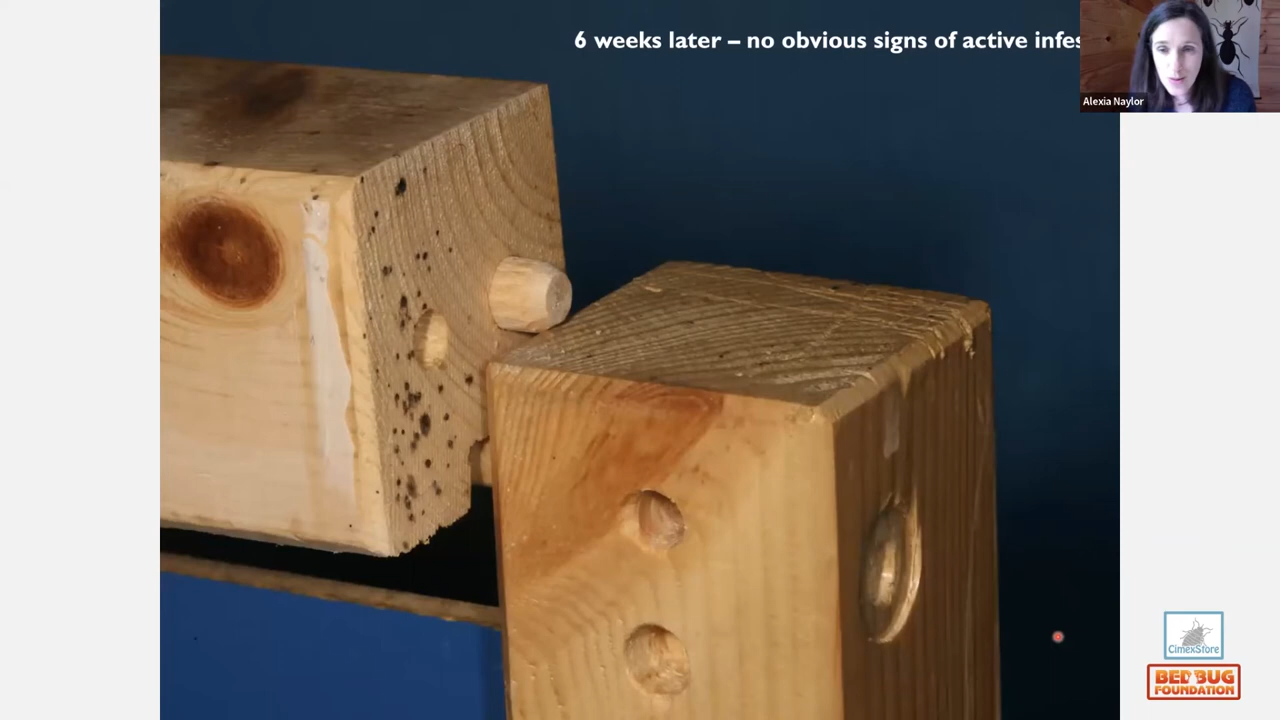 6 weeks later – no obvious signs of active infes
Alexia Naylor
CimexStore
BED BUG
FOUNDATION